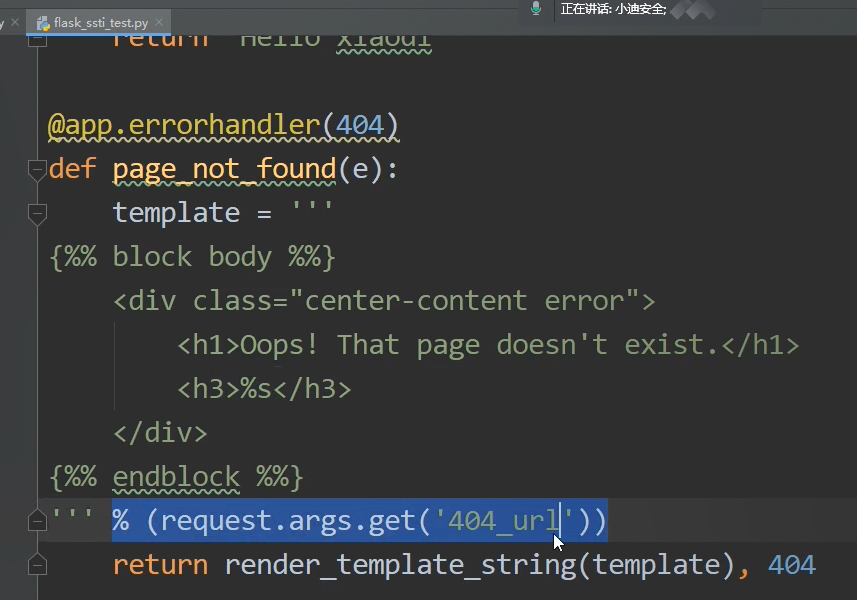 正在讲话: 小迪安全;
y
flask_ssti_test.py
return 'Hello xiaodi'
@app.errorhandler(404)
def page_not_found(e):
template = '''
{%% block body %%}
<div class="center-content error">
<h1>Oops! That page doesn't exist.</h1>
<h3>%s</h3>
</div>
{%% endblock %%}
''' % (request.args.get('404_url'))
return render_template_string(template), 404